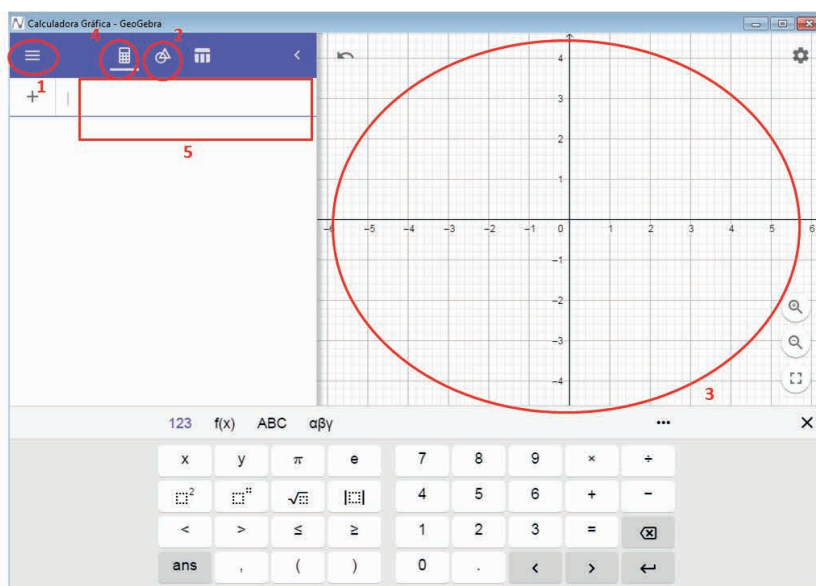 Calculadora Gráfica - GeoGebra
4 2
1
+
5
3
4
3
2
1
-6 -5 -4 -3 -2 -1 0 1 2 3 4 5 6
-1
-2
-3
-4
123 f(x) ABC αβγ ... ×
x y π e 7 8 9 × ÷
□² □□ √□ |□| 4 5 6 + −
< > ≤ ≥ 1 2 3 =
ans , ( ) 0 . < >